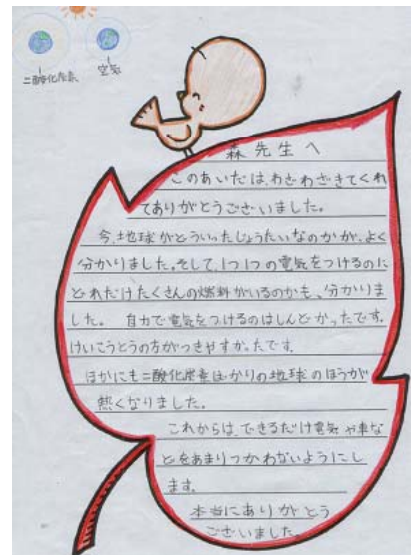 二酸化炭素
空気
森先生へ
このあいだは、わざわざきてくれ
てありがとうございました。
今、地球がどういったじょうたいなのかが、よく
分かりました。そして、1つ1つの電気をつけるのに
どれだけたくさんの燃料がいるのかも、分かりま
した。 自力で電気をつけるのはしんどかったです。
けいこうとうの方がつきやすかったです。
ほかにも二酸化炭素ばかりの地球のほうが
熱くなりました。
これからは、できるだけ電気や車な
どをあまりつかわないようにし
ます。
本当にありがとう
ございました。